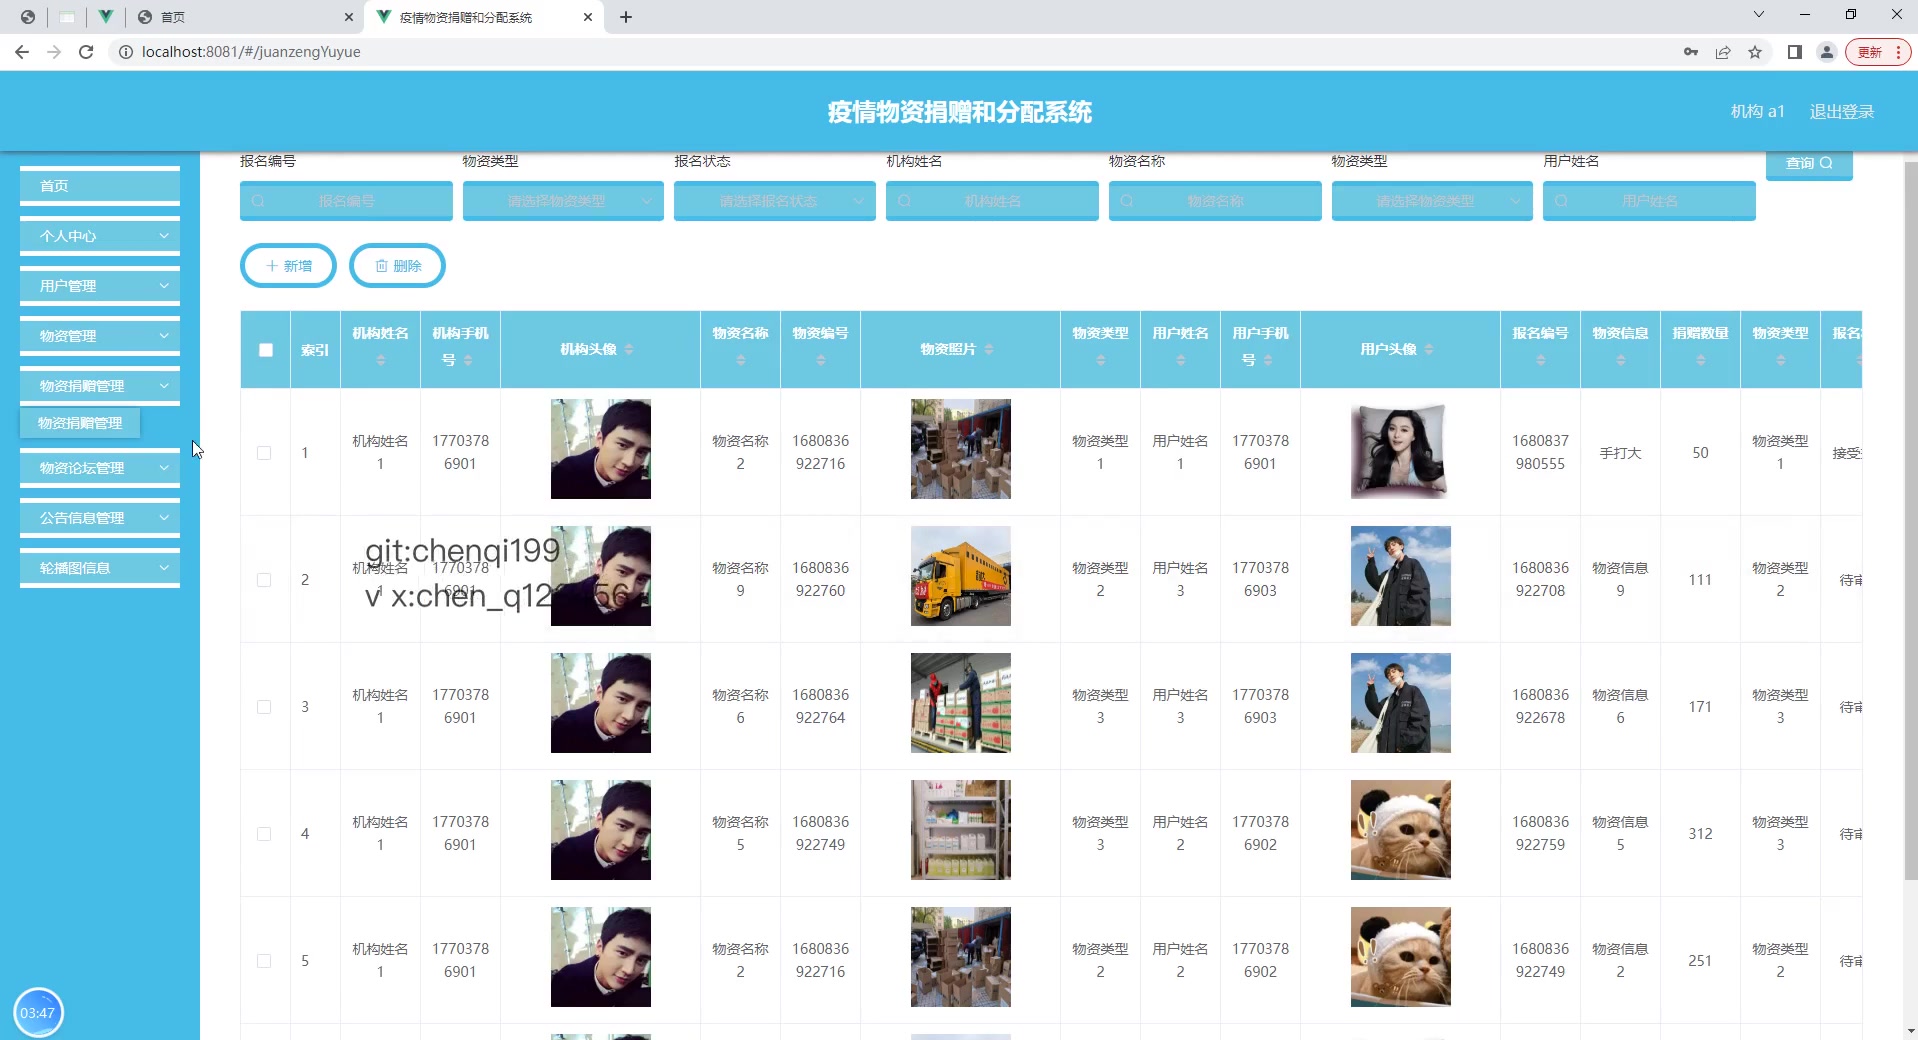 首页
疫情物资捐赠和分配系统
localhost:8081/#/juanzengYuyue
更新
疫情物资捐赠和分配系统
机构 a1
退出登录
首页
个人中心
用户管理
物资管理
物资捐赠管理
物资捐赠管理
物资论坛管理
公告信息管理
轮播图信息
报名编号 物资类型 报名状态 机构姓名 物资名称 物资类型 用户姓名
查询
报名编号 请选择物资类型 请选择报名状态 机构姓名 物资名称 请选择物资类型 用户姓名
新增 删除
索引 机构姓名 机构手机号 机构头像 物资名称 物资编号 物资照片 物资类型 用户姓名 用户手机号 用户头像 报名编号 物资信息 捐赠数量 物资类型 报名
1 机构姓名1 17703786901 物资名称2 1680836922716 物资类型1 用户姓名1 17703786901 1680837980555 手打大 50 物资类型1 接受
2 机构姓名1 17703786901 物资名称9 1680836922760 物资类型2 用户姓名3 17703786903 1680836922708 物资信息9 111 物资类型2 待审
git:chenqi199
v x:chen_q12
3 机构姓名1 17703786901 物资名称6 1680836922764 物资类型3 用户姓名3 17703786903 1680836922678 物资信息6 171 物资类型3 待审
4 机构姓名1 17703786901 物资名称5 1680836922749 物资类型3 用户姓名2 17703786902 1680836922759 物资信息5 312 物资类型3 待审
5 机构姓名1 17703786901 物资名称2 1680836922716 物资类型2 用户姓名2 17703786902 1680836922749 物资信息2 251 物资类型2 待审
03:47